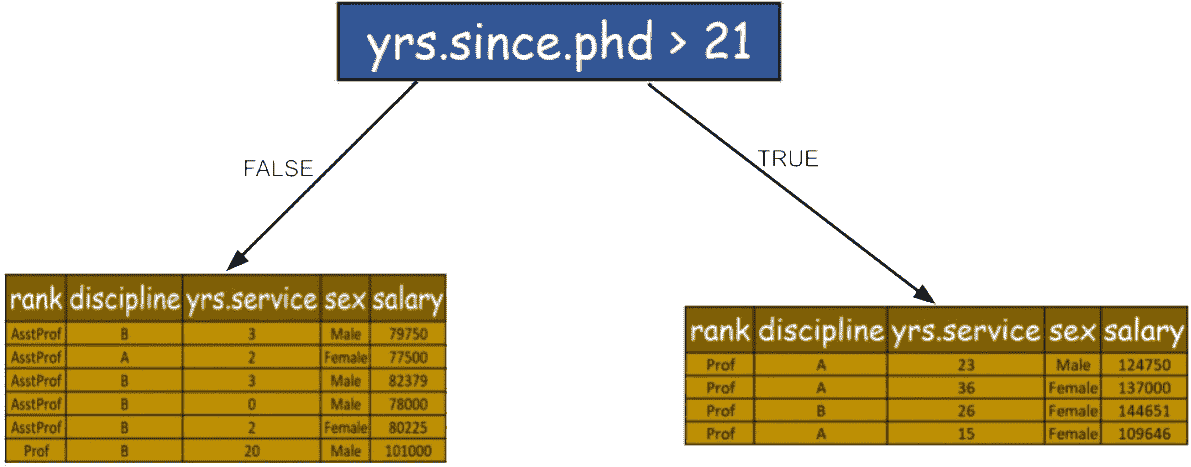 yrs.since.phd > 21
FALSE
TRUE
rank discipline yrs.service sex salary
AsstProf B 3 Male 79750
AsstProf A 2 Female 77500
AsstProf B 3 Male 82379
AsstProf B 0 Male 78000
AsstProf B 2 Female 80225
Prof B 20 Male 101000
rank discipline yrs.service sex salary
Prof A 23 Male 124750
Prof A 36 Female 137000
Prof B 26 Female 144651
Prof A 15 Female 109646